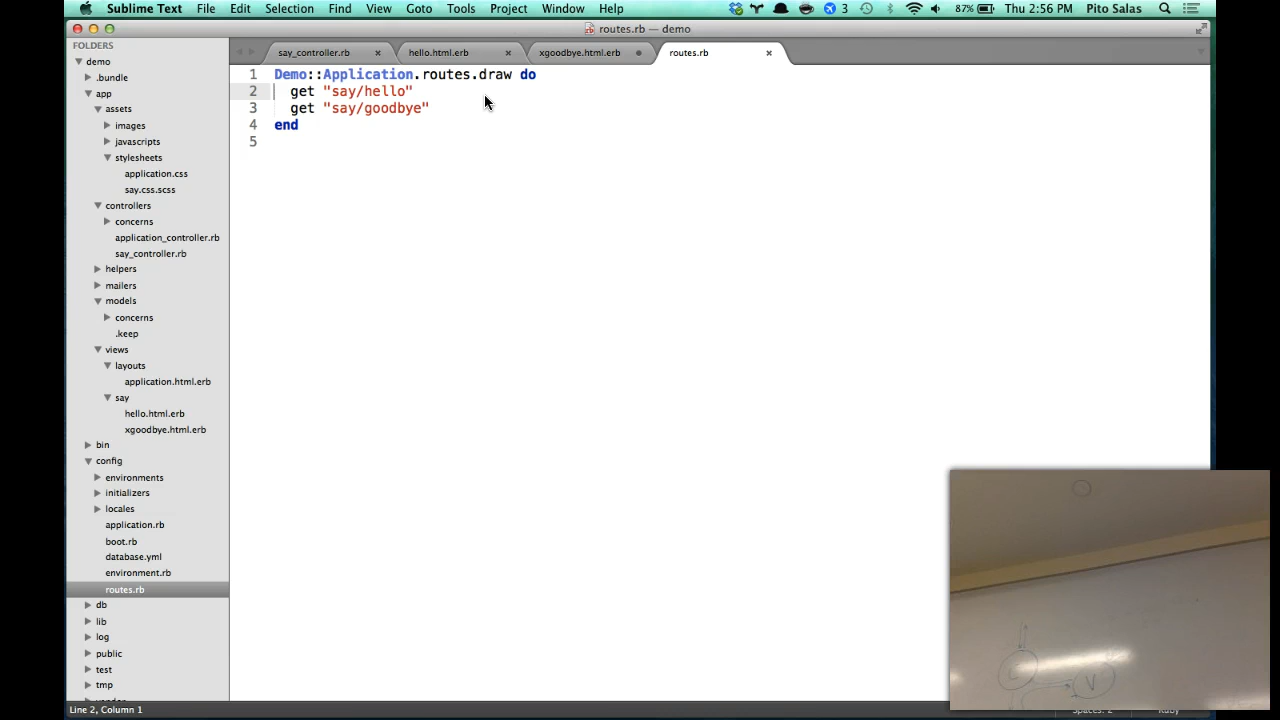 Sublime Text File Edit Selection Find View Goto Tools Project Window Help 3 87% Thu 2:56 PM Pito Salas
routes.rb — demo
FOLDERS
demo
.bundle
app
assets
images
javascripts
stylesheets
application.css
say.css.scss
controllers
concerns
application_controller.rb
say_controller.rb
helpers
mailers
models
concerns
.keep
views
layouts
application.html.erb
say
hello.html.erb
xgoodbye.html.erb
bin
config
environments
initializers
locales
application.rb
boot.rb
database.yml
environment.rb
routes.rb
db
lib
log
public
test
tmp
say_controller.rb hello.html.erb xgoodbye.html.erb routes.rb
1 Demo::Application.routes.draw do
2 get "say/hello"
3 get "say/goodbye"
4 end
5
C V
Line 2, Column 1